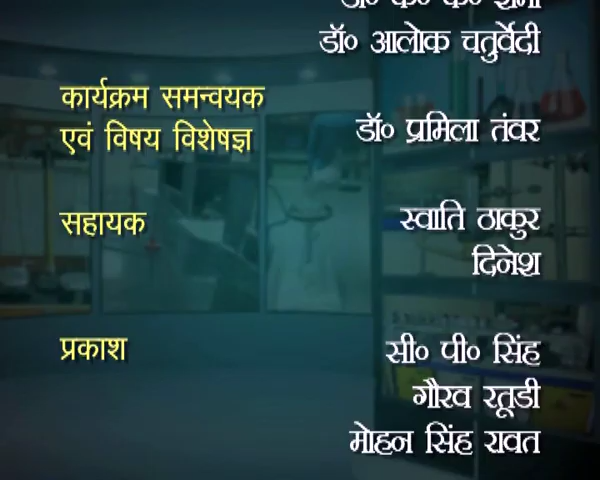 डॉ० आलोक चतुर्वेदी
कार्यक्रम समन्वयक
एवं विषय विशेषज्ञ
डॉ० प्रमिला तंवर
सहायक
स्वाति ठाकुर
दिनेश
प्रकाश
सी० पी० सिंह
गौरव रतूडी
मोहन सिंह रावत